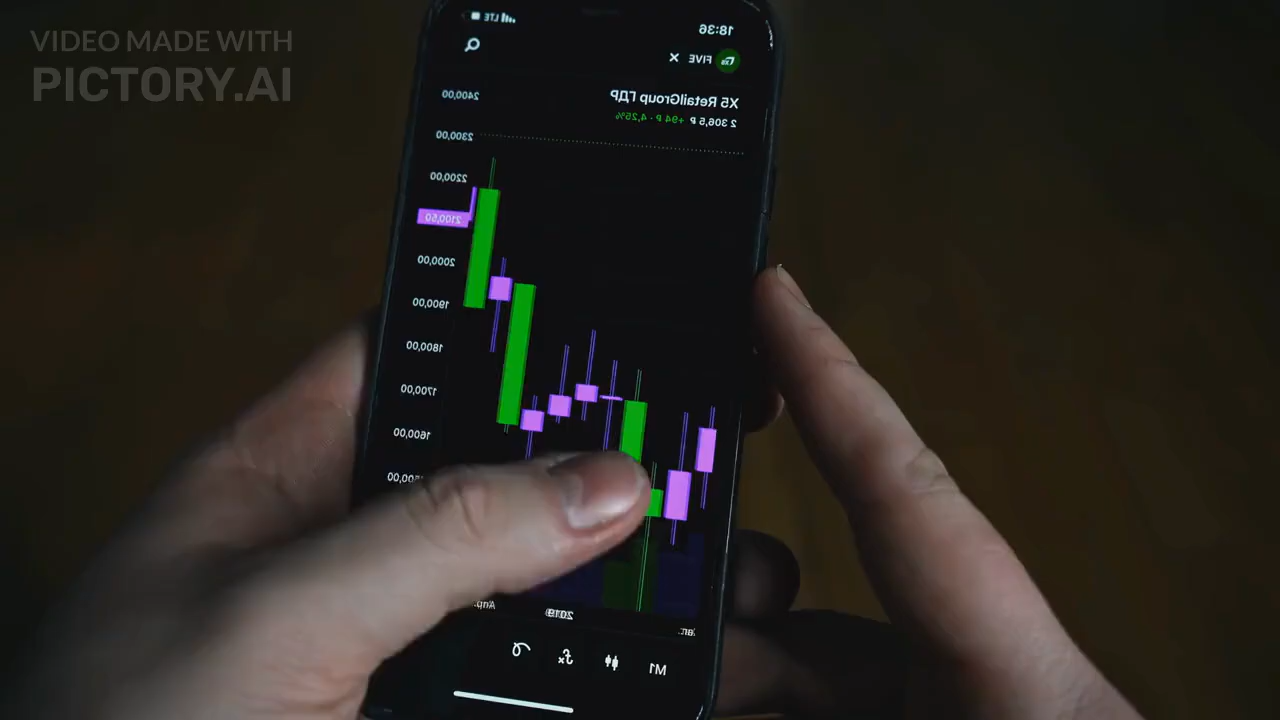 VIDEO MADE WITH
PICTORY.AI
18:36
LTE
FIVE
X5
X5 RetailGroup ГДР
2 306,5 ₽ +94 ₽ · 4,25%
2400,00
2300,00
2200,00
2100,50
2000,00
1900,00
1800,00
1700,00
1600,00
2019
M1
fx